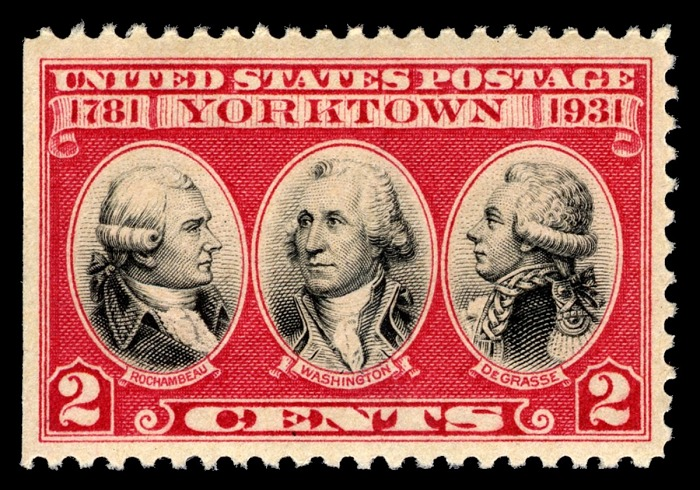 UNITED STATES POSTAGE
1781 YORKTOWN 1931
ROCHAMBEAU WASHINGTON DE GRASSE
2 CENTS 2